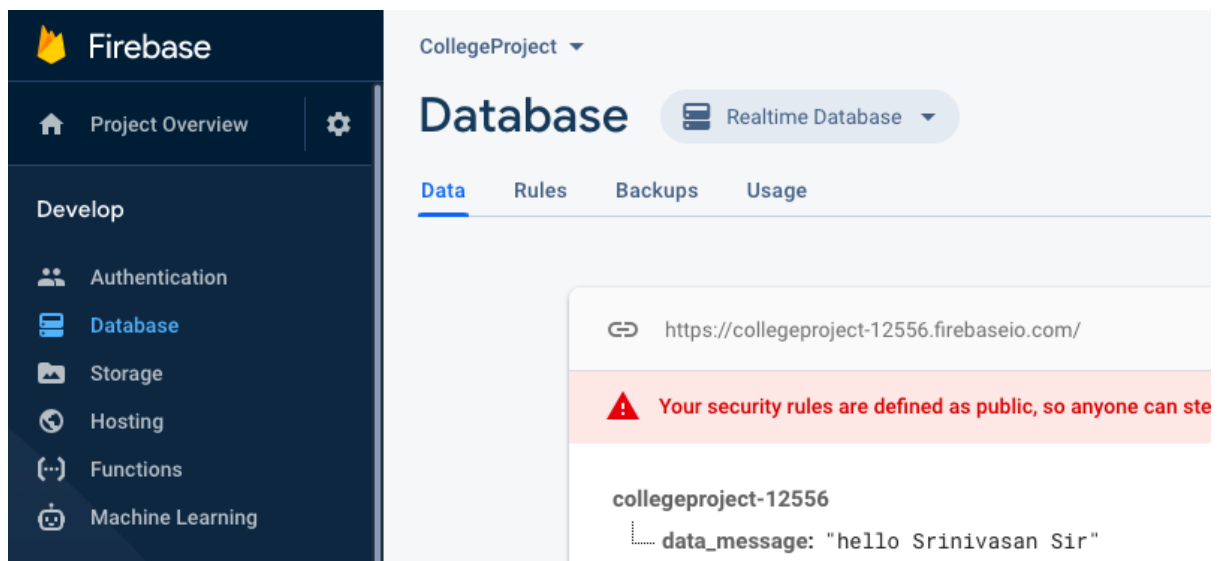 Firebase
Project Overview
Develop
Authentication
Database
Storage
Hosting
Functions
Machine Learning
CollegeProject
Database
Realtime Database
Data Rules Backups Usage
https://collegeproject-12556.firebaseio.com/
Your security rules are defined as public, so anyone can ste
collegeproject-12556
data_message: "hello Srinivasan Sir"